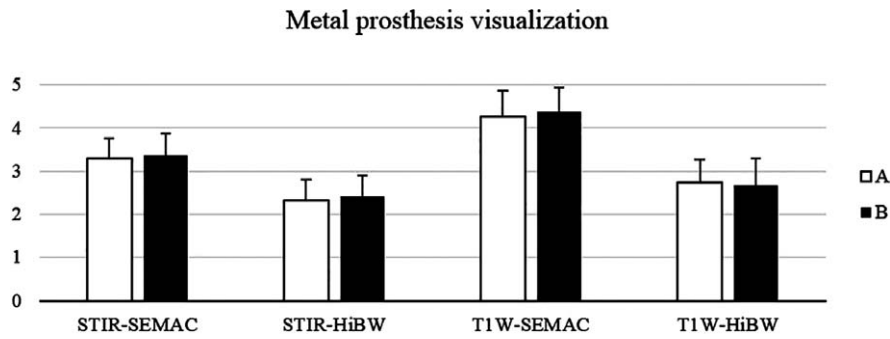 Metal prosthesis visualization
5
4
3
2
1
0
STIR-SEMAC STIR-HiBW T1W-SEMAC T1W-HiBW
A
B